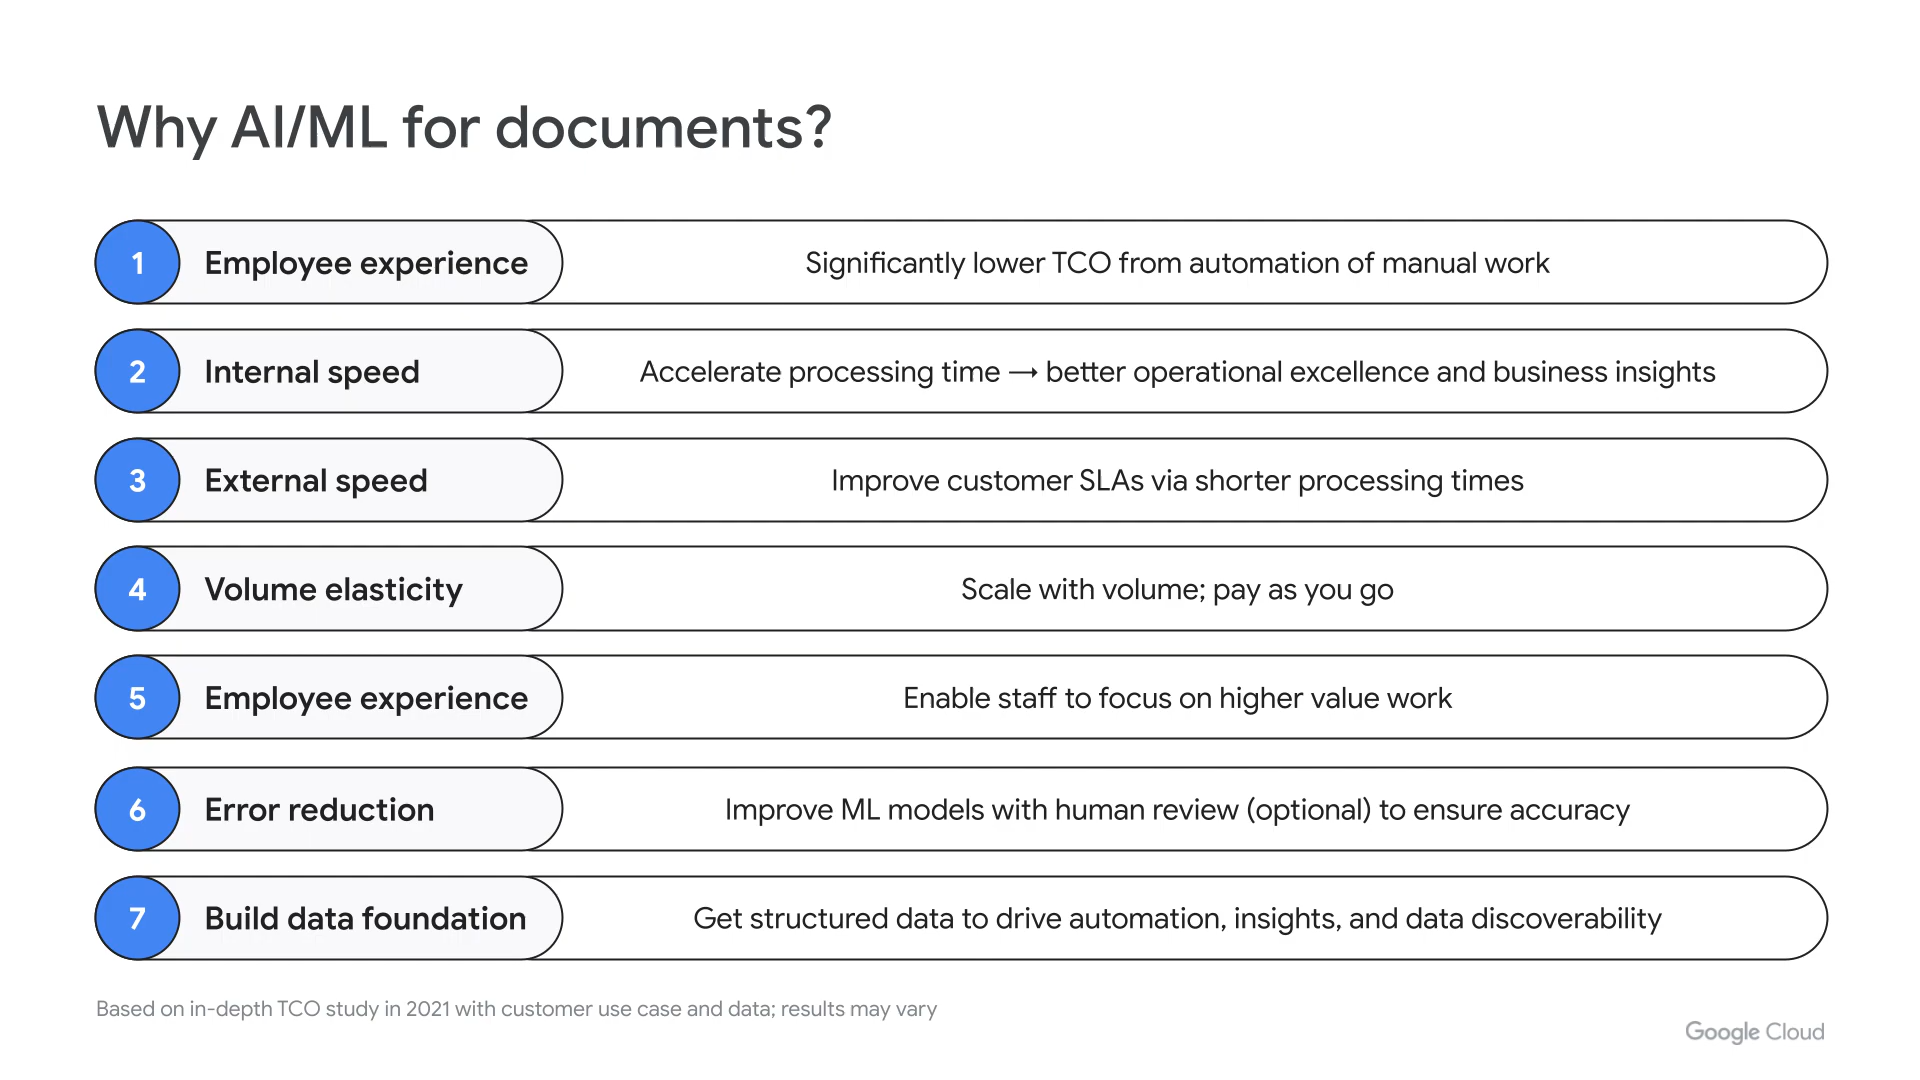 Why AI/ML for documents?
1 Employee experience Significantly lower TCO from automation of manual work
2 Internal speed Accelerate processing time → better operational excellence and business insights
3 External speed Improve customer SLAs via shorter processing times
4 Volume elasticity Scale with volume; pay as you go
5 Employee experience Enable staff to focus on higher value work
6 Error reduction Improve ML models with human review (optional) to ensure accuracy
7 Build data foundation Get structured data to drive automation, insights, and data discoverability
Based on in-depth TCO study in 2021 with customer use case and data; results may vary
Google Cloud